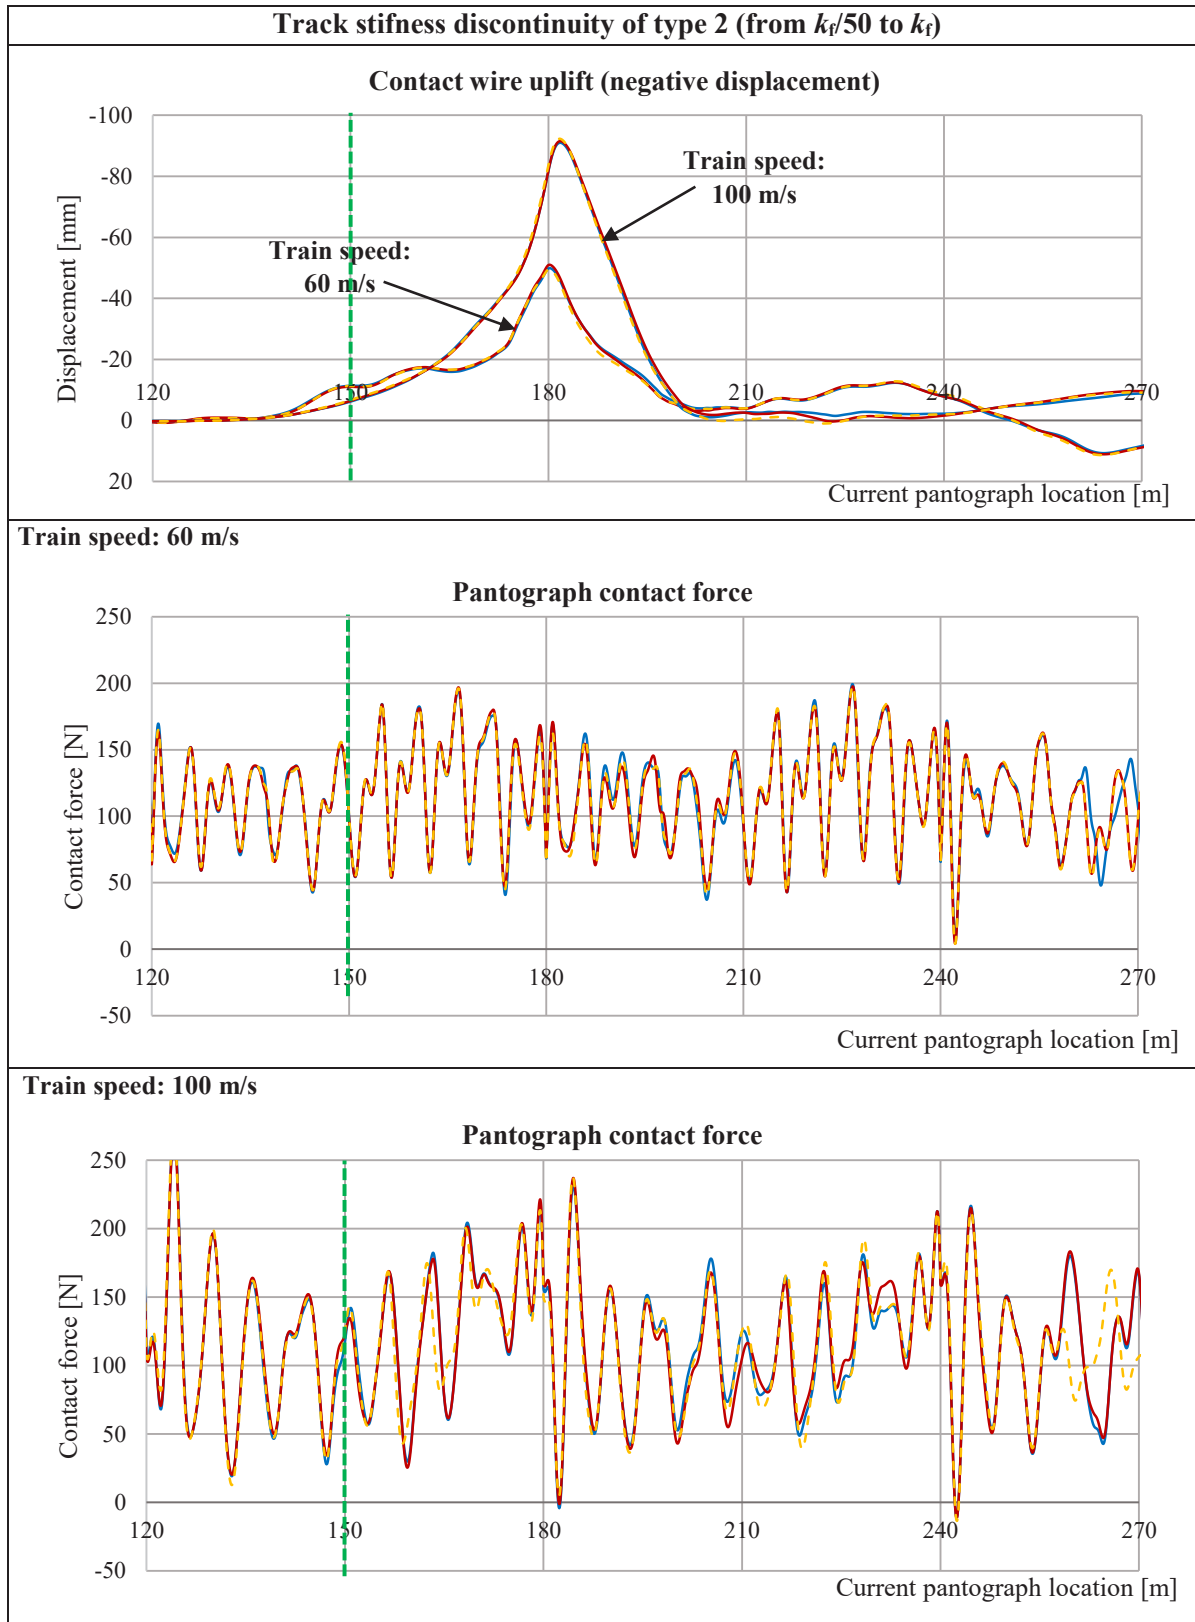 Track stifness discontinuity of type 2 (from kf/50 to kf)
Contact wire uplift (negative displacement)
-100
-80
-60
-40
-20
0
20
Displacement [mm]
Train speed:
100 m/s
Train speed:
60 m/s
120 150 180 210 240 270
Current pantograph location [m]
Train speed: 60 m/s
Pantograph contact force
250
200
150
100
50
0
-50
Contact force [N]
120 150 180 210 240 270
Current pantograph location [m]
Train speed: 100 m/s
Pantograph contact force
250
200
150
100
50
0
-50
Contact force [N]
120 150 180 210 240 270
Current pantograph location [m]